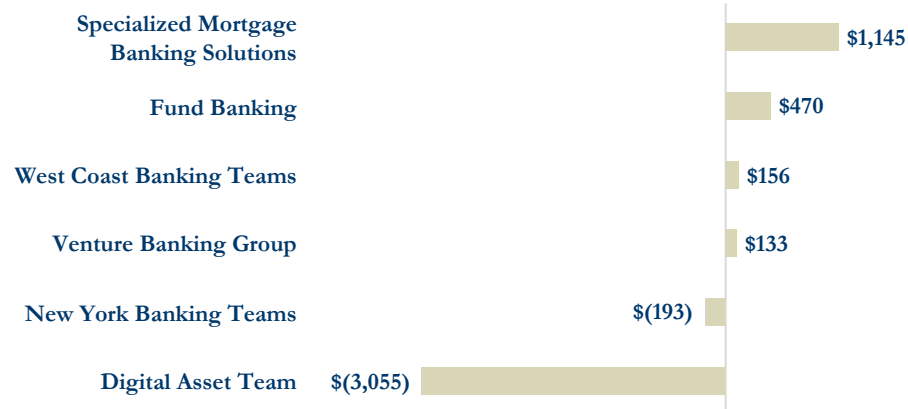 Specialized Mortgage
Banking Solutions
$1,145
Fund Banking
$470
West Coast Banking Teams
$156
Venture Banking Group
$133
New York Banking Teams
$(193)
Digital Asset Team
$(3,055)